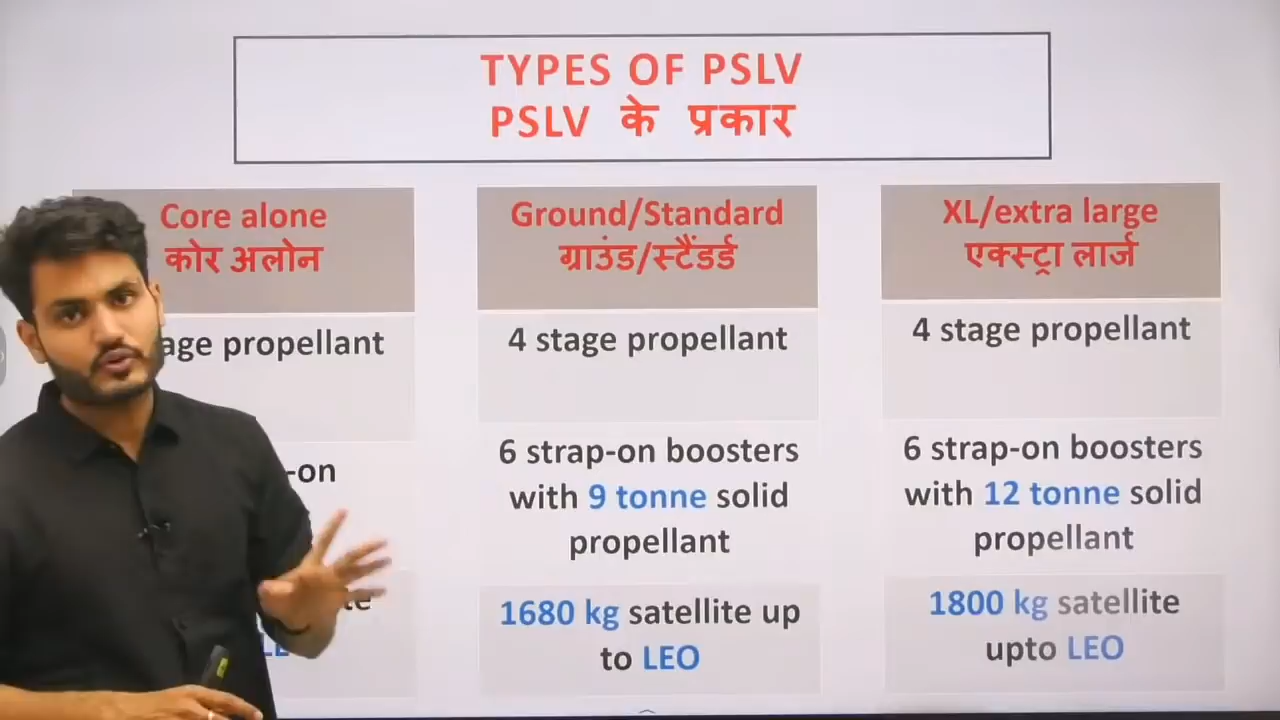 TYPES OF PSLV
PSLV के प्रकार
Core alone
कोर अलोन
propellant
-on
Ground/Standard
ग्राउंड/स्टैंडर्ड
4 stage propellant
6 strap-on boosters
with 9 tonne solid
propellant
1680 kg satellite up
to LEO
XL/extra large
एक्स्ट्रा लार्ज
4 stage propellant
6 strap-on boosters
with 12 tonne solid
propellant
1800 kg satellite
upto LEO